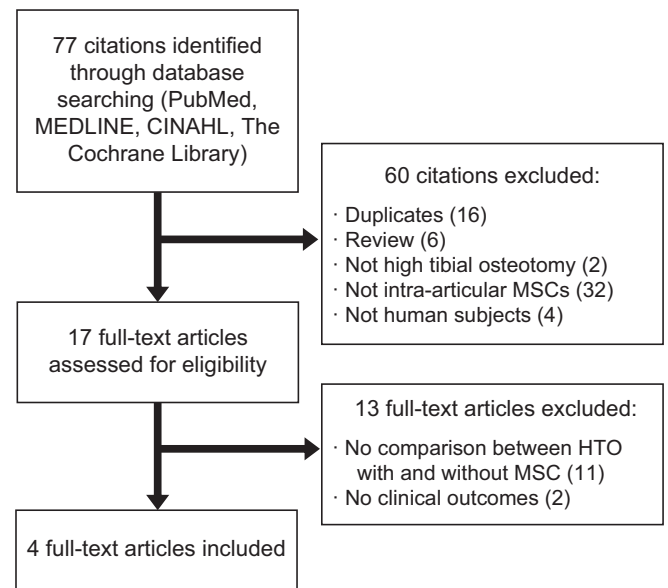 77 citations identified
through database
searching (PubMed,
MEDLINE, CINAHL, The
Cochrane Library)
60 citations excluded:
· Duplicates (16)
· Review (6)
· Not high tibial osteotomy (2)
· Not intra-articular MSCs (32)
· Not human subjects (4)
17 full-text articles
assessed for eligibility
13 full-text articles excluded:
· No comparison between HTO
with and without MSC (11)
· No clinical outcomes (2)
4 full-text articles included